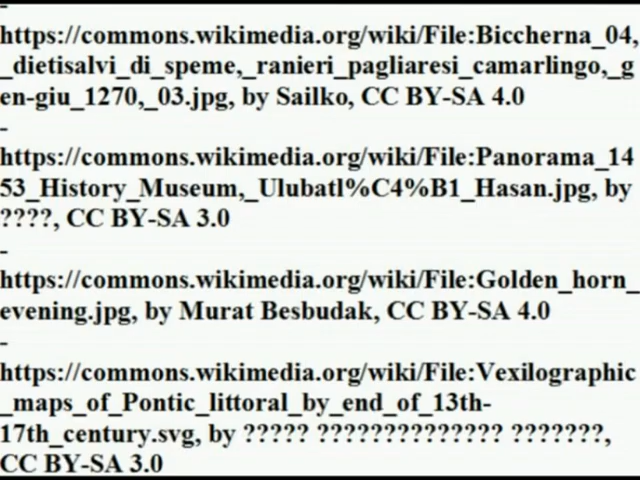 -
https://commons.wikimedia.org/wiki/File:Biccherna_04,
_dietisalvi_di_speme,_ranieri_pagliaresi_camarlingo,_g
en-giu_1270,_03.jpg, by Sailko, CC BY-SA 4.0
-
https://commons.wikimedia.org/wiki/File:Panorama_14
53_History_Museum,_Ulubatl%C4%B1_Hasan.jpg, by
????, CC BY-SA 3.0
-
https://commons.wikimedia.org/wiki/File:Golden_horn_
evening.jpg, by Murat Besbudak, CC BY-SA 4.0
-
https://commons.wikimedia.org/wiki/File:Vexilographic
_maps_of_Pontic_littoral_by_end_of_13th-
17th_century.svg, by ????? ?????????????? ???????,
CC BY-SA 3.0